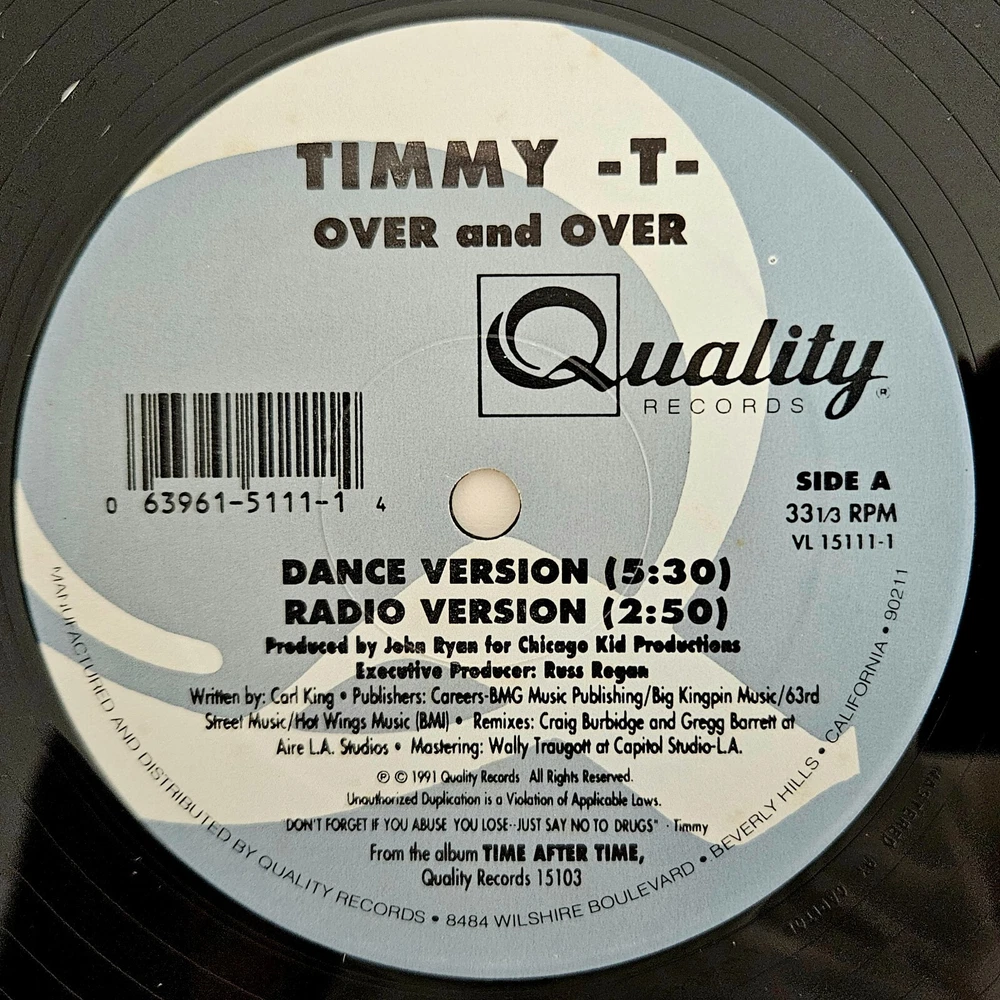 TIMMY -T-
OVER and OVER
Quality
RECORDS
®
0 63961-5111-1 4
SIDE A
33 1/3 RPM
VL 15111-1
DANCE VERSION (5:30)
RADIO VERSION (2:50)
Produced by John Ryan for Chicago Kid Productions
Executive Producer: Russ Regan
Written by: Carl King • Publishers: Careers-BMG Music Publishing/Big Kingpin Music/63rd
Street Music/Hot Wings Music (BMI) • Remixes: Craig Burbidge and Gregg Barrett at
Aire L.A. Studios • Mastering: Wally Traugott at Capitol Studio-L.A.
℗ © 1991 Quality Records All Rights Reserved.
Unauthorized Duplication is a Violation of Applicable Laws.
"DON'T FORGET IF YOU ABUSE YOU LOSE--JUST SAY NO TO DRUGS" - Timmy
From the album TIME AFTER TIME,
Quality Records 15103
MANUFACTURED AND DISTRIBUTED BY QUALITY RECORDS • 8484 WILSHIRE BOULEVARD • BEVERLY HILLS • CALIFORNIA • 90211